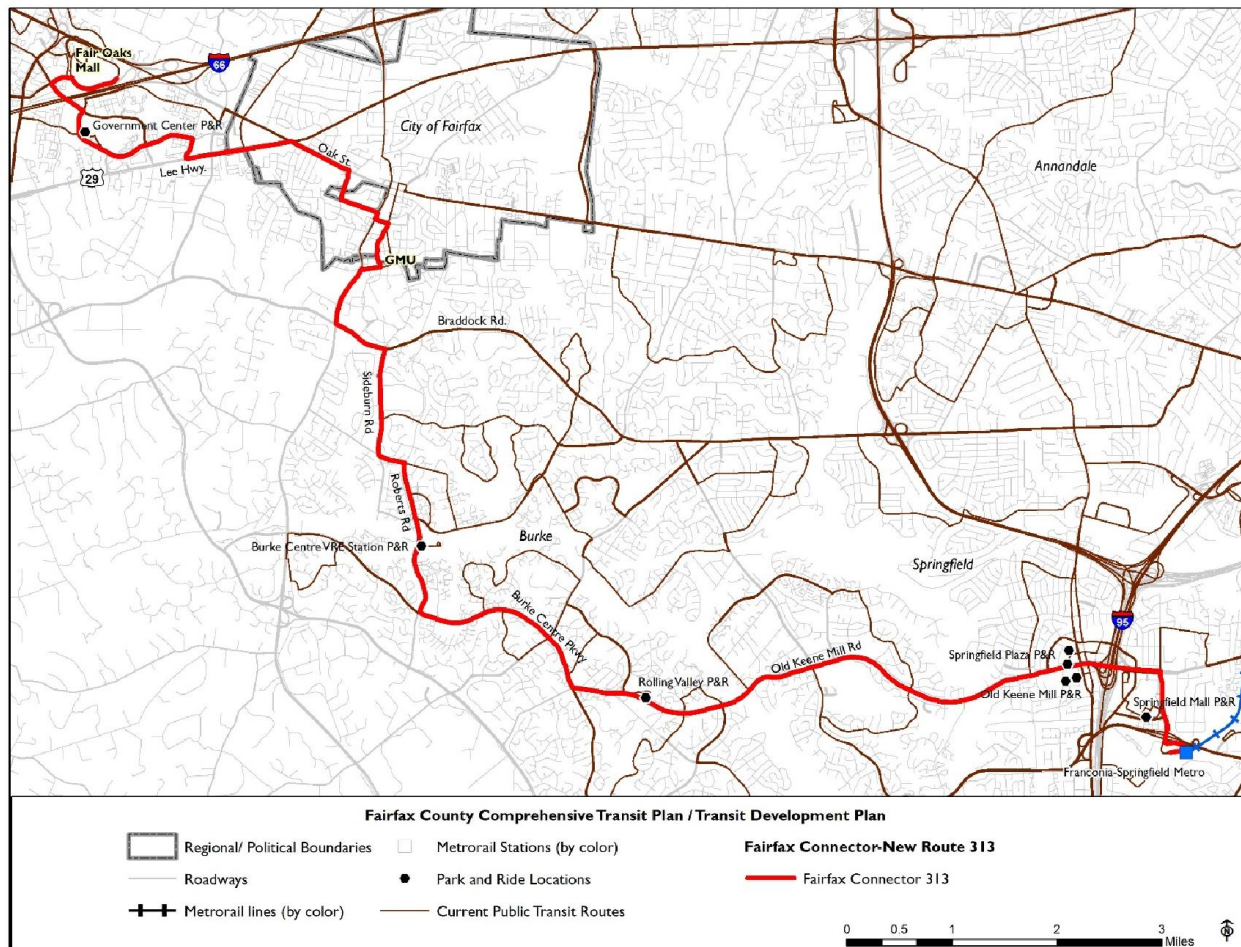 Fair Oaks
Mall
66
Government Center P&R
City of Fairfax
Oak St.
Lee Hwy.
29
Annandale
GMU
Braddock Rd.
Sideburn Rd
Roberts Rd
Burke Centre VRE Station P&R
Burke
Springfield
Burke Centre Pkwy
95
Old Keene Mill Rd
Springfield Plaza P&R
Rolling Valley P&R
Old Keene Mill P&R
Springfield Mall P&R
Franconia-Springfield Metro
Fairfax County Comprehensive Transit Plan / Transit Development Plan
Regional/ Political Boundaries
Metrorail Stations (by color)
Fairfax Connector-New Route 313
Roadways
Park and Ride Locations
Fairfax Connector 313
Metrorail lines (by color)
Current Public Transit Routes
0 0.5 1 2 3
Miles
N